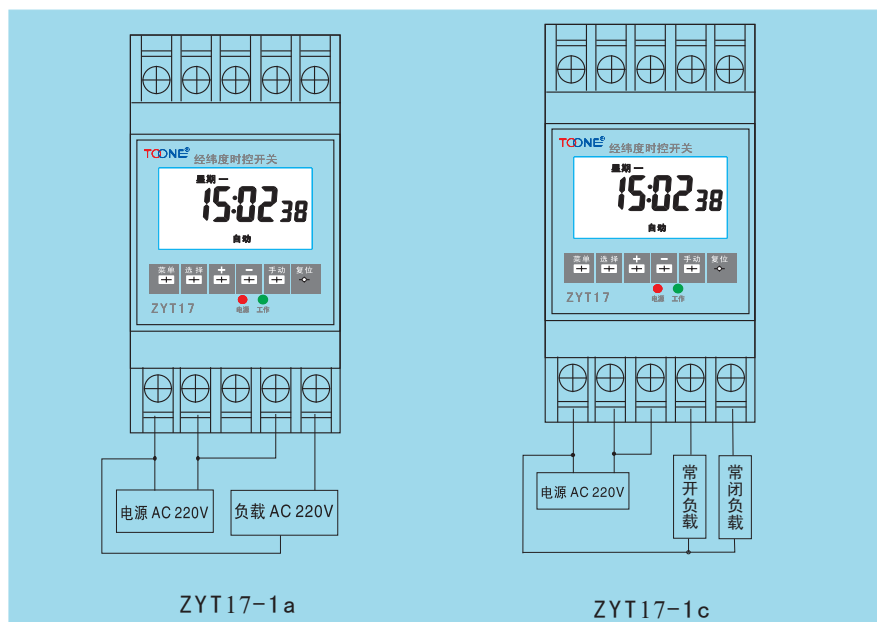 TOONE® 经纬度时控开关
星期一
15:02 38
自动
菜单 选择 + − 手动 复位
电源 工作
ZYT17
电源 AC 220V
负载 AC 220V
ZYT17-1a
TOONE® 经纬度时控开关
星期一
15:02 38
自动
菜单 选择 + − 手动 复位
电源 工作
ZYT17
电源 AC 220V
常开负载
常闭负载
ZYT17-1c